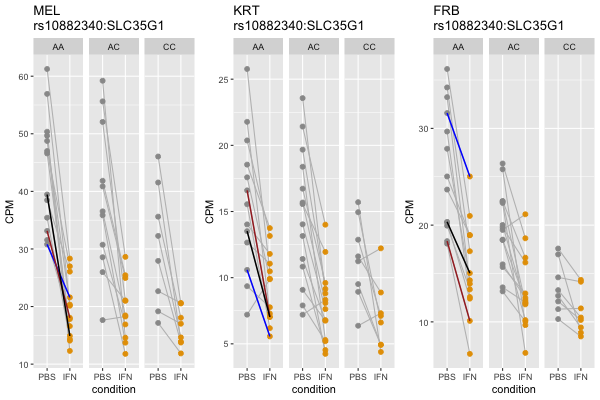 MEL
rs10882340:SLC35G1
AA AC CC
60
50
40
30
20
10
CPM
PBS IFN PBS IFN PBS IFN
condition
KRT
rs10882340:SLC35G1
AA AC CC
25
20
15
10
5
CPM
PBS IFN PBS IFN PBS IFN
condition
FRB
rs10882340:SLC35G1
AA AC CC
30
20
10
CPM
PBS IFN PBS IFN PBS IFN
condition